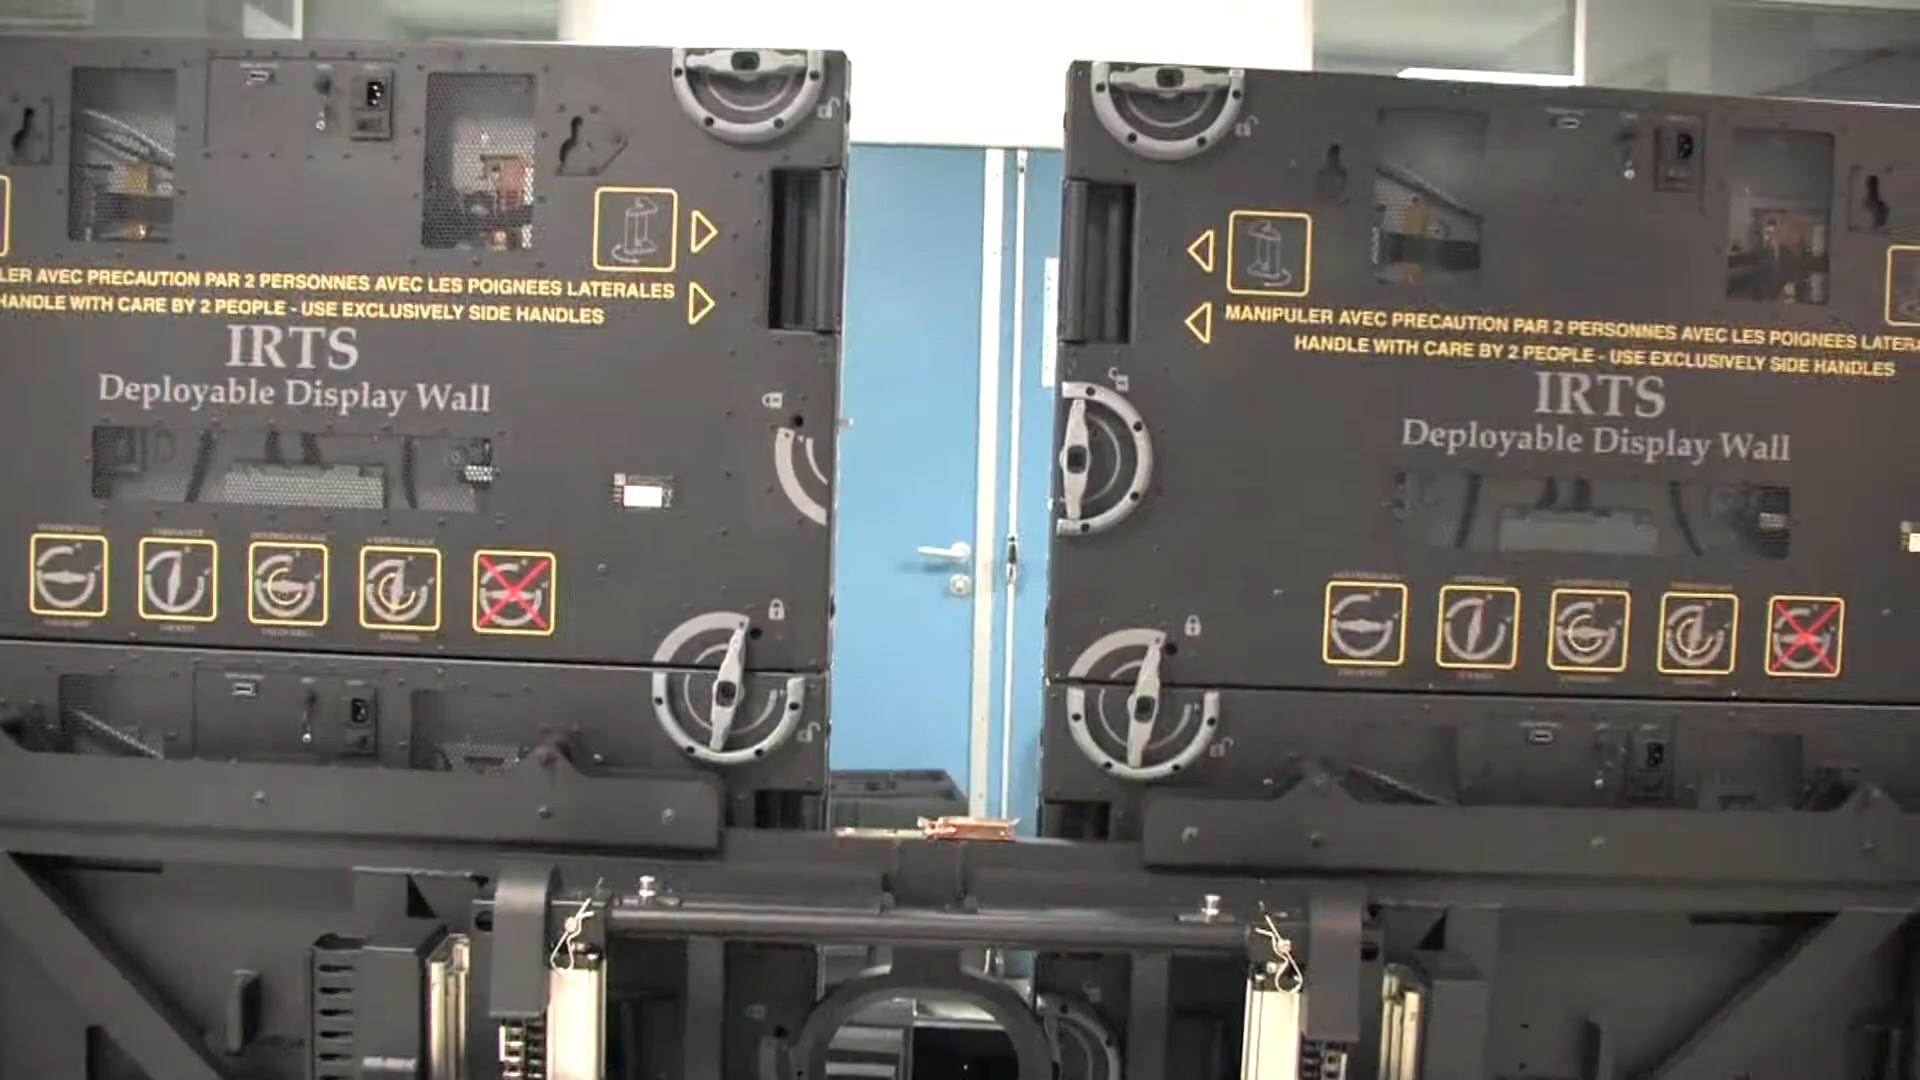 LER AVEC PRECAUTION PAR 2 PERSONNES AVEC LES POIGNEES LATERALES
HANDLE WITH CARE BY 2 PEOPLE - USE EXCLUSIVELY SIDE HANDLES
IRTS
Deployable Display Wall
MANIPULER AVEC PRECAUTION PAR 2 PERSONNES AVEC LES POIGNEES LATERA
HANDLE WITH CARE BY 2 PEOPLE - USE EXCLUSIVELY SIDE HANDLES
IRTS
Deployable Display Wall